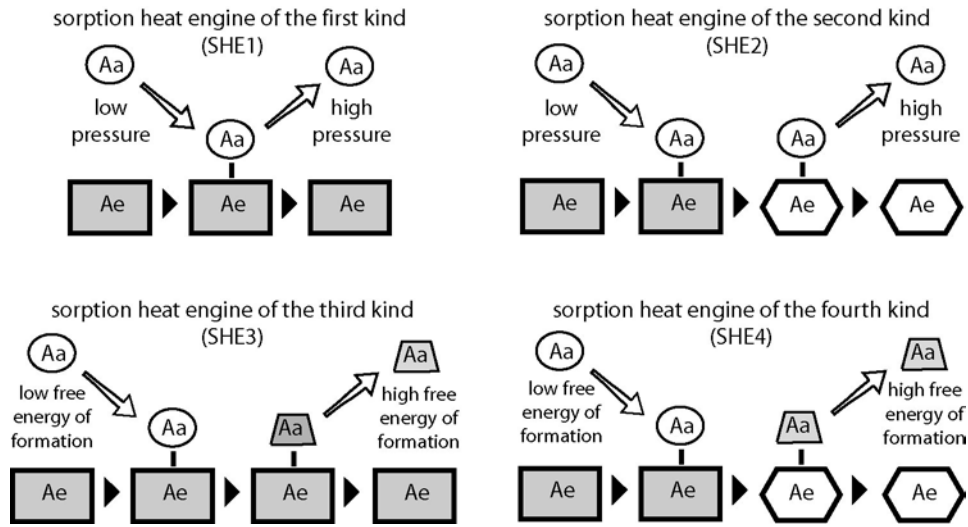 sorption heat engine of the first kind
(SHE1)
Aa
Aa
low
pressure
high
pressure
Aa
Ae
Ae
Ae
sorption heat engine of the second kind
(SHE2)
Aa
Aa
low
pressure
high
pressure
Aa
Aa
Ae
Ae
Ae
Ae
sorption heat engine of the third kind
(SHE3)
Aa
Aa
low free
energy of
formation
high free
energy of
formation
Aa
Aa
Ae
Ae
Ae
Ae
sorption heat engine of the fourth kind
(SHE4)
Aa
Aa
low free
energy of
formation
high free
energy of
formation
Aa
Aa
Ae
Ae
Ae
Ae